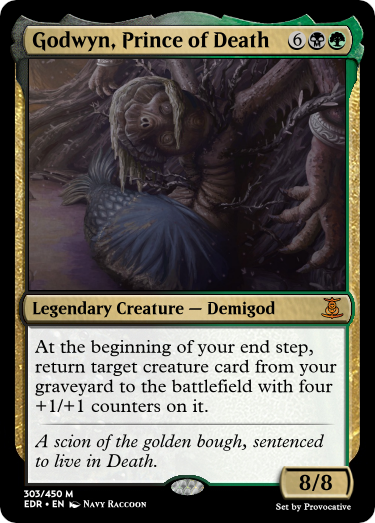 Godwyn, Prince of Death 6
Legendary Creature — Demigod
At the beginning of your end step,
return target creature card from your
graveyard to the battlefield with four
+1/+1 counters on it.
A scion of the golden bough, sentenced
to live in Death.
8/8
303/450 M
EDR • EN Navy Raccoon
Set by Provocative